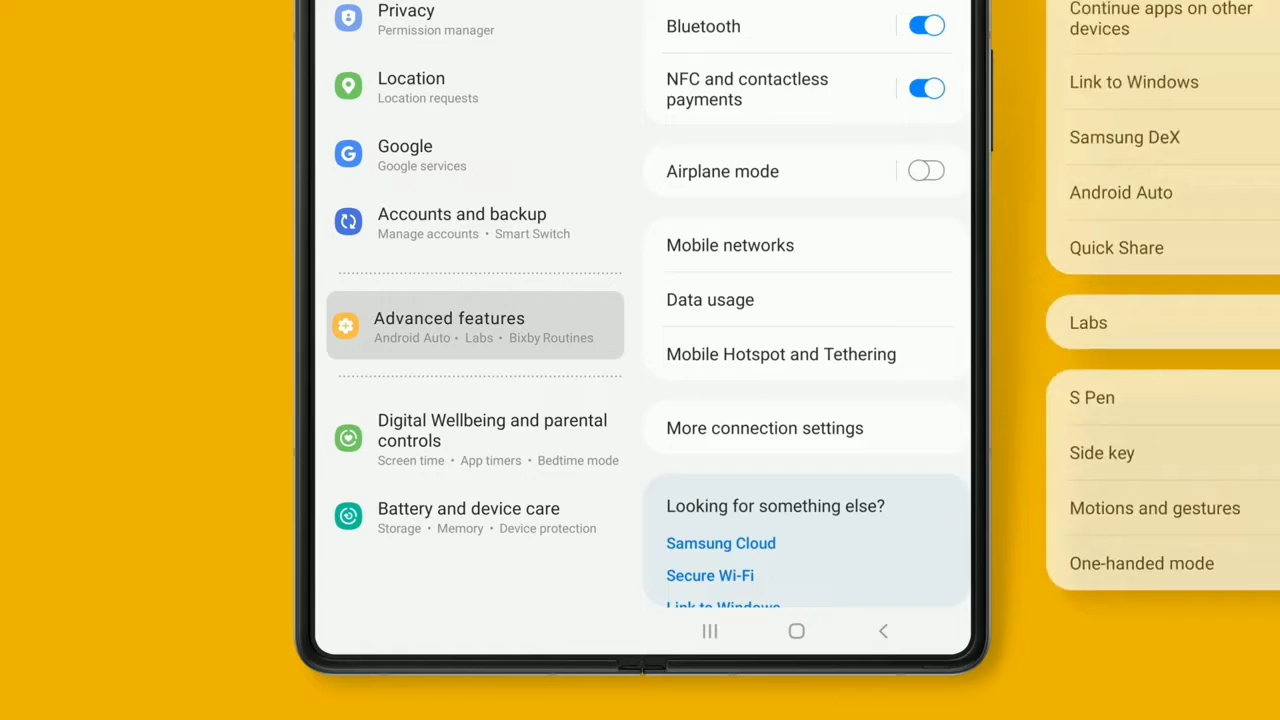 Privacy
Permission manager
Location
Location requests
Google
Google services
Accounts and backup
Manage accounts • Smart Switch
Advanced features
Android Auto • Labs • Bixby Routines
Digital Wellbeing and parental
controls
Screen time • App timers • Bedtime mode
Battery and device care
Storage • Memory • Device protection
Bluetooth
NFC and contactless
payments
Airplane mode
Mobile networks
Data usage
Mobile Hotspot and Tethering
More connection settings
Looking for something else?
Samsung Cloud
Secure Wi-Fi
Link to Windows
Continue apps on other
devices
Link to Windows
Samsung DeX
Android Auto
Quick Share
Labs
S Pen
Side key
Motions and gestures
One-handed mode